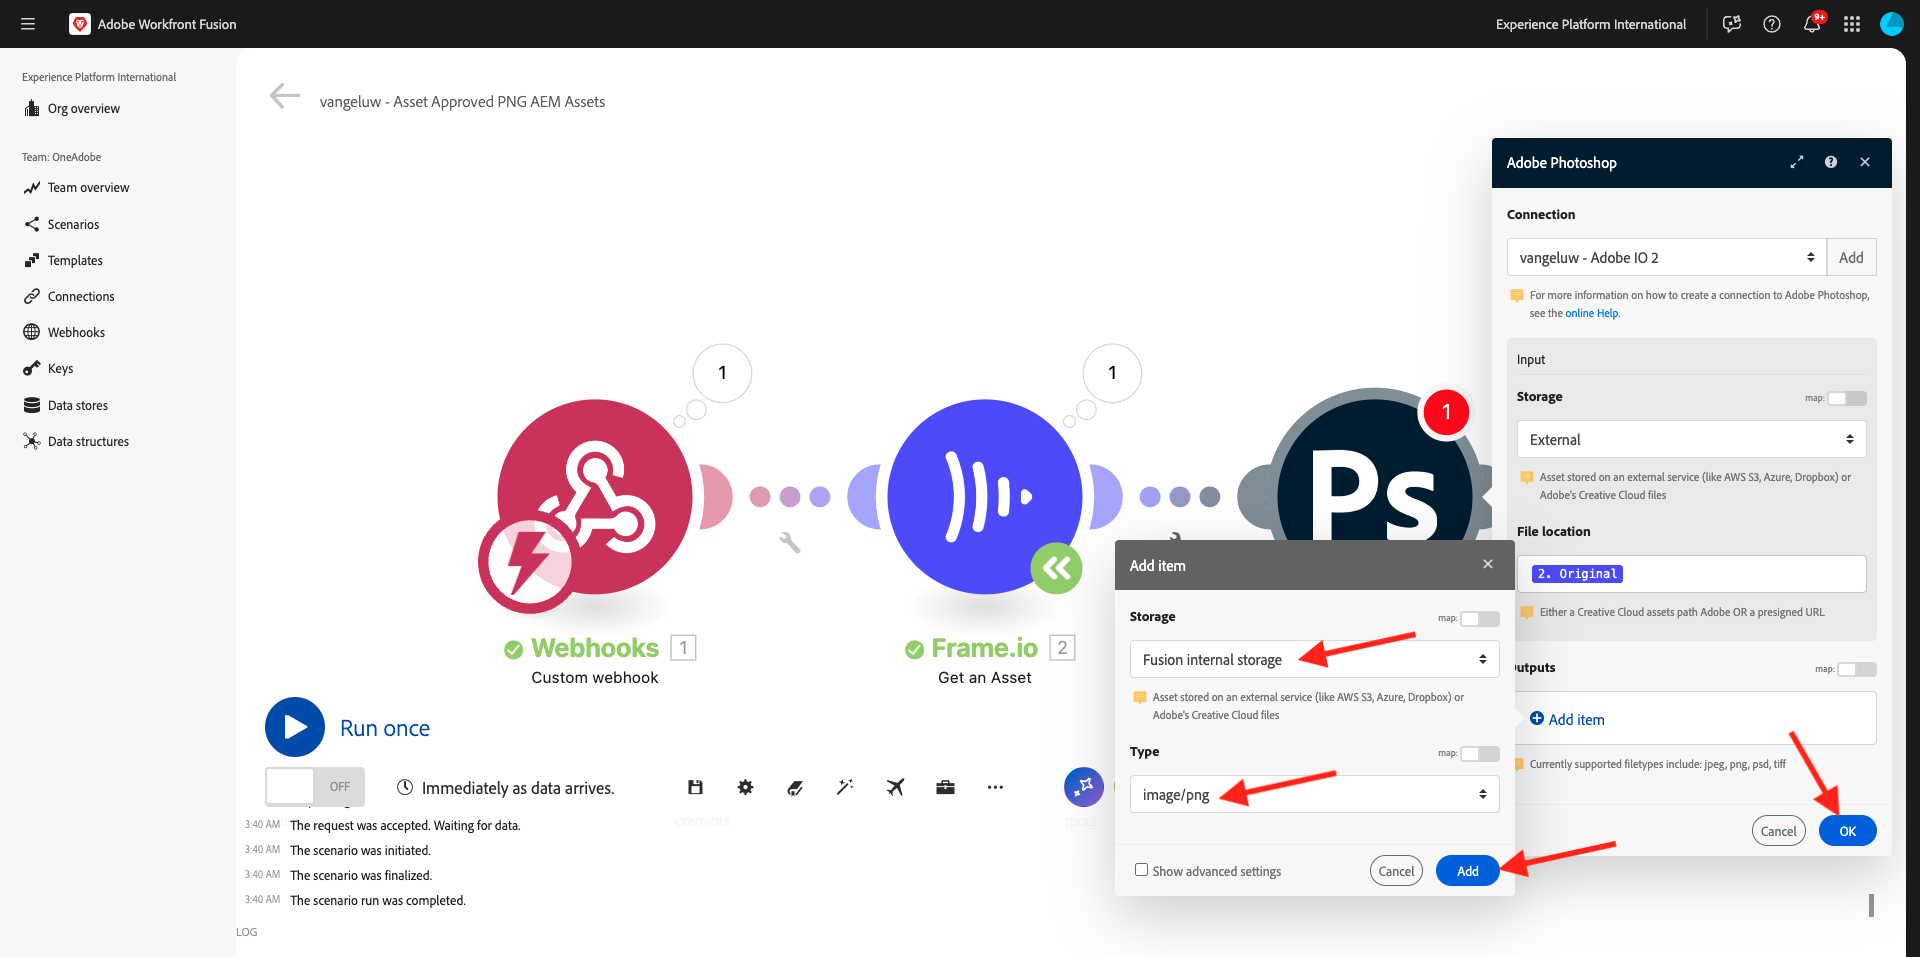 Adobe Workfront Fusion
Experience Platform International
9+
Experience Platform International
Org overview
Team: OneAdobe
Team overview
Scenarios
Templates
Connections
Webhooks
Keys
Data stores
Data structures
vangeluw - Asset Approved PNG AEM Assets
1
1
1
Ps
Webhooks 1
Custom webhook
Frame.io 2
Get an Asset
Run once
OFF
Immediately as data arrives.
CONTROLS
TOOLS
3:40 AM The request was accepted. Waiting for data.
3:40 AM The scenario was initiated.
3:40 AM The scenario was finalized.
3:40 AM The scenario run was completed.
LOG
Add item
Storage
map:
Fusion internal storage
Asset stored on an external service (like AWS S3, Azure, Dropbox) or
Adobe's Creative Cloud files
Type
map:
image/png
Show advanced settings
Cancel
Add
Adobe Photoshop
Connection
vangeluw - Adobe IO 2
Add
For more information on how to create a connection to Adobe Photoshop,
see the online Help.
Input
Storage
map:
External
Asset stored on an external service (like AWS S3, Azure, Dropbox) or
Adobe's Creative Cloud files
File location
2. Original
Either a Creative Cloud assets path Adobe OR a presigned URL
utputs
map:
Add item
Currently supported filetypes include: jpeg, png, psd, tiff
Cancel
OK